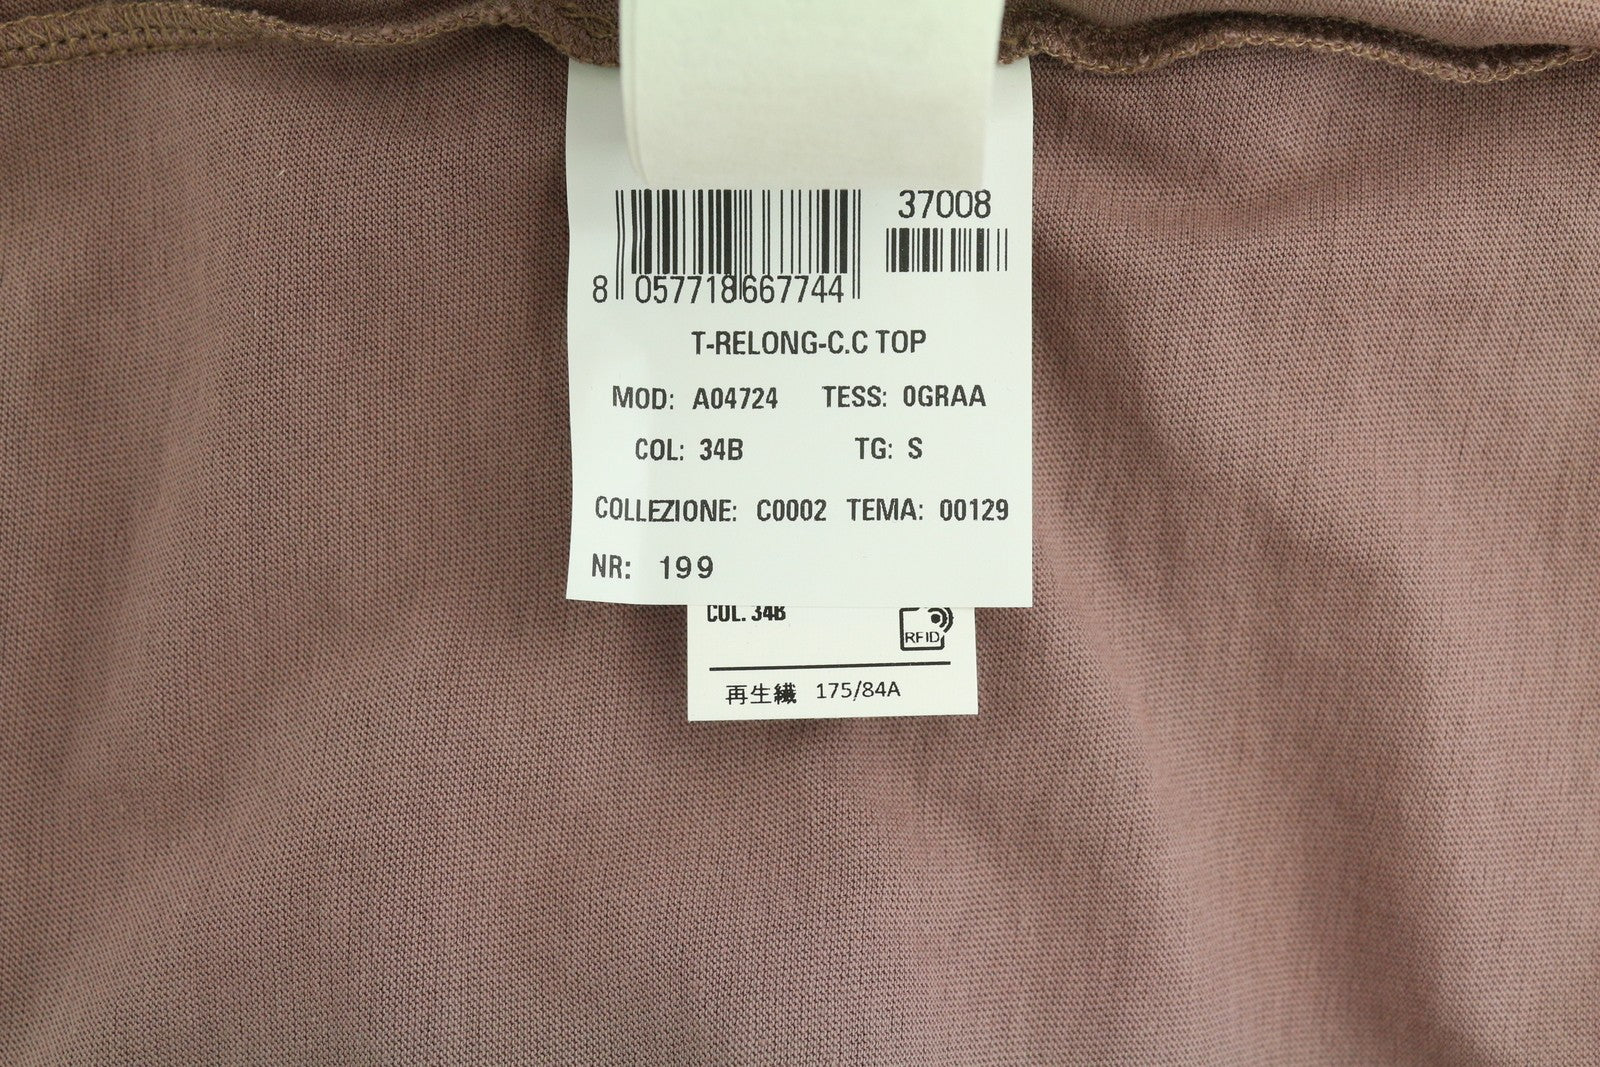 37008
8 057718 667744
T-RELONG-C.C TOP
MOD: A04724 TESS: 0GRAA
COL: 34B TG: S
COLLEZIONE: C0002 TEMA: 00129
NR: 199
COL. 34B
RFID
再生繊 175/84A